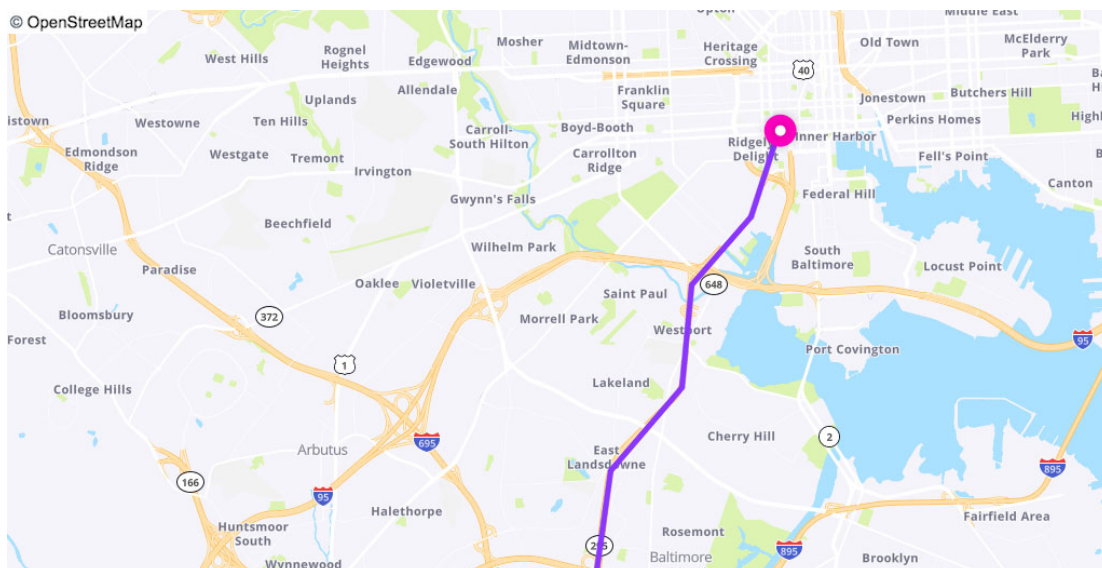 © OpenStreetMap
Upton
Middle East
West Hills
Rognel
Heights
Edgewood
Mosher
Midtown-
Edmonson
Heritage
Crossing
Old Town
McElderry
Park
40
Uplands
Allendale
Franklin
Square
Jonestown
Butchers Hill
Westowne
Ten Hills
Carroll-
South Hilton
Boyd-Booth
Perkins Homes
Edmondson
Ridge
Westgate
Tremont
Irvington
Carrollton
Ridge
Inner Harbor
Fell's Point
Canton
Gwynn's Falls
Federal Hill
Beechfield
Catonsville
Wilhelm Park
South
Baltimore
Locust Point
Paradise
Oaklee
Violetville
Saint Paul
648
Bloomsbury
372
Morrell Park
Westport
95
Forest
1
Port Covington
College Hills
Lakeland
Arbutus
695
Cherry Hill
2
East
Landsdowne
895
166
95
Halethorpe
Fairfield Area
Huntsmoor
South
Rosemont
Wynnewood
Baltimore
895
Brooklyn